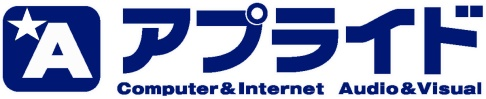 A アプライド
Computer&Internet Audio&Visual